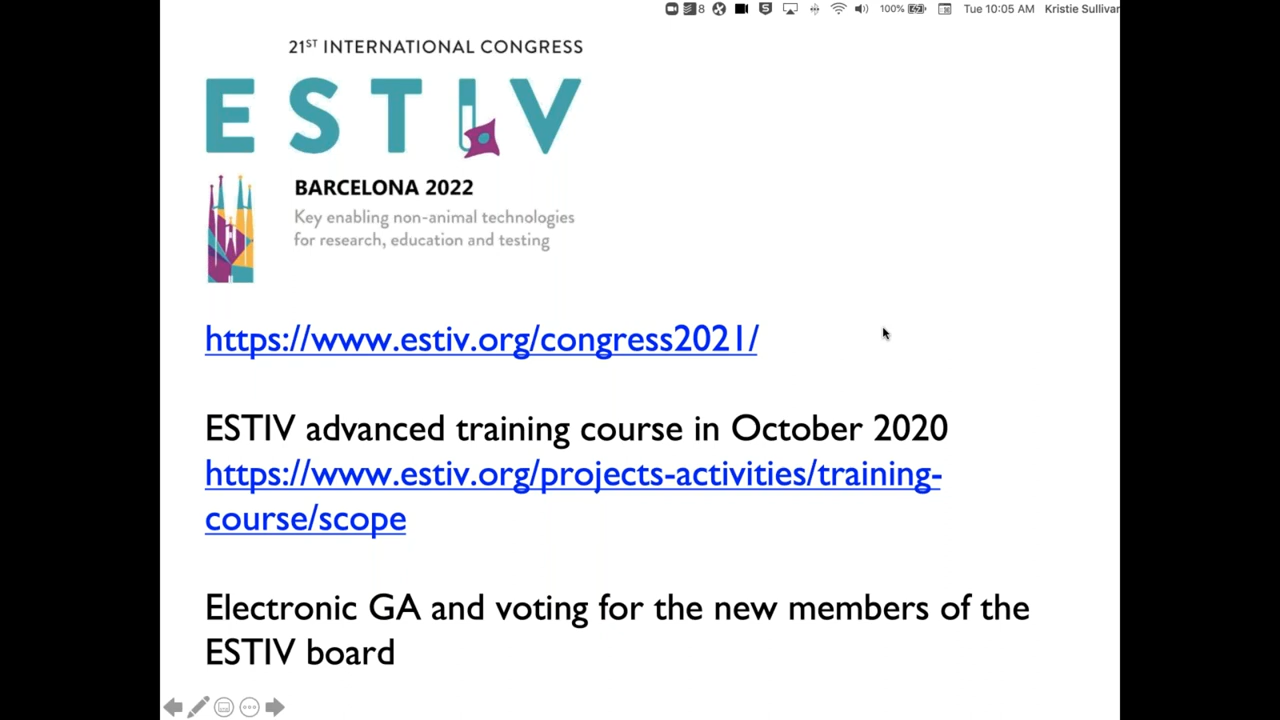 8 100% Tue 10:05 AM Kristie Sullivan
21ST INTERNATIONAL CONGRESS
ESTIV
BARCELONA 2022
Key enabling non-animal technologies
for research, education and testing
https://www.estiv.org/congress2021/
ESTIV advanced training course in October 2020
https://www.estiv.org/projects-activities/training-
course/scope
Electronic GA and voting for the new members of the
ESTIV board